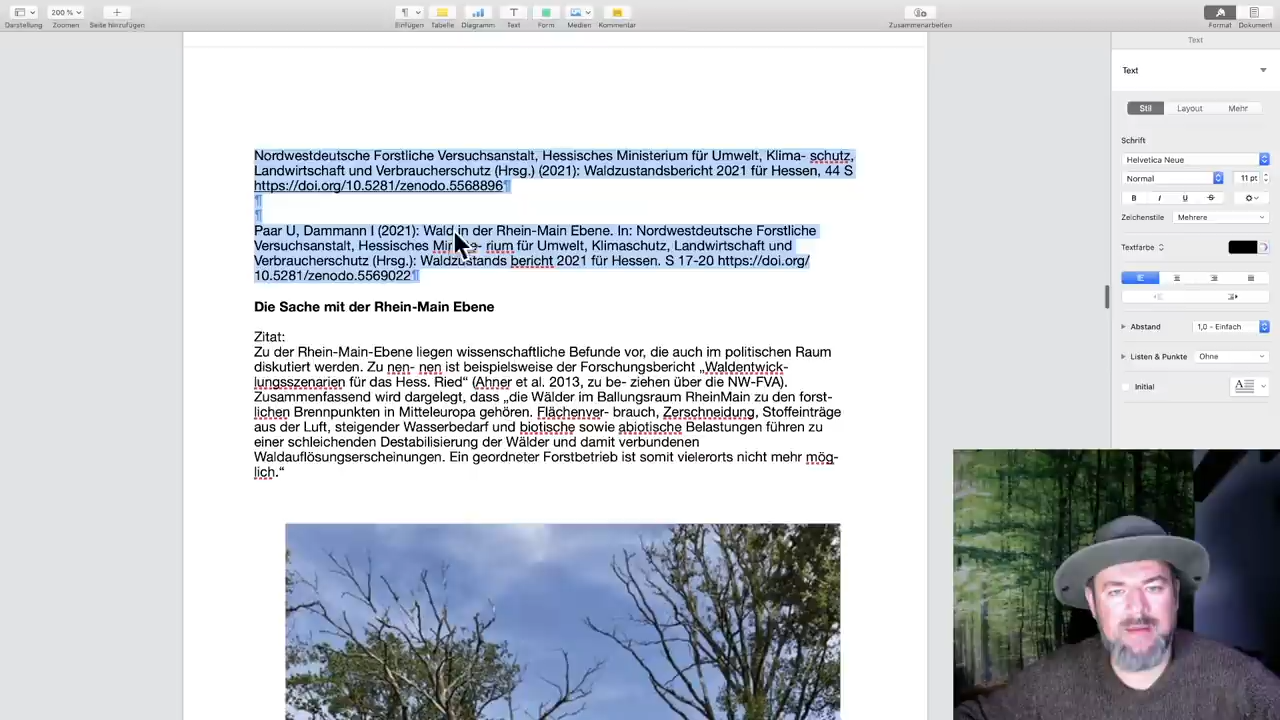 Darstellung
200 %
Zoomen
Seite hinzufügen
Einfügen
Tabelle
Diagramm
T
Text
Form
Medien
Kommentar
Zusammenarbeiten
Format
Dokument
Nordwestdeutsche Forstliche Versuchsanstalt, Hessisches Ministerium für Umwelt, Klima- schutz,
Landwirtschaft und Verbraucherschutz (Hrsg.) (2021): Waldzustandsbericht 2021 für Hessen, 44 S
https://doi.org/10.5281/zenodo.5568896¶
¶
¶
Paar U, Dammann I (2021): Wald in der Rhein-Main Ebene. In: Nordwestdeutsche Forstliche
Versuchsanstalt, Hessisches rium für Umwelt, Klimaschutz, Landwirtschaft und
Verbraucherschutz (Hrsg.): Waldzustands bericht 2021 für Hessen. S 17-20 https://doi.org/
10.5281/zenodo.5569022¶
Die Sache mit der Rhein-Main Ebene
Zitat:
Zu der Rhein-Main-Ebene liegen wissenschaftliche Befunde vor, die auch im politischen Raum
diskutiert werden. Zu nen- nen ist beispielsweise der Forschungsbericht „Waldentwick-
lungsszenarien für das Hess. Ried“ (Ahner et al. 2013, zu be- ziehen über die NW-FVA).
Zusammenfassend wird dargelegt, dass „die Wälder im Ballungsraum RheinMain zu den forst-
lichen Brennpunkten in Mitteleuropa gehören. Flächenver- brauch, Zerschneidung, Stoffeinträge
aus der Luft, steigender Wasserbedarf und biotische sowie abiotische Belastungen führen zu
einer schleichenden Destabilisierung der Wälder und damit verbundenen
Waldauflösungserscheinungen. Ein geordneter Forstbetrieb ist somit vielerorts nicht mehr mög-
lich.“
Text
Text
Stil Layout Mehr
Schrift
Helvetica Neue
Normal 11 pt
B I U S
Zeichenstile Mehrere
Textfarbe
Abstand 1,0 - Einfach
Listen & Punkte Ohne
Initial